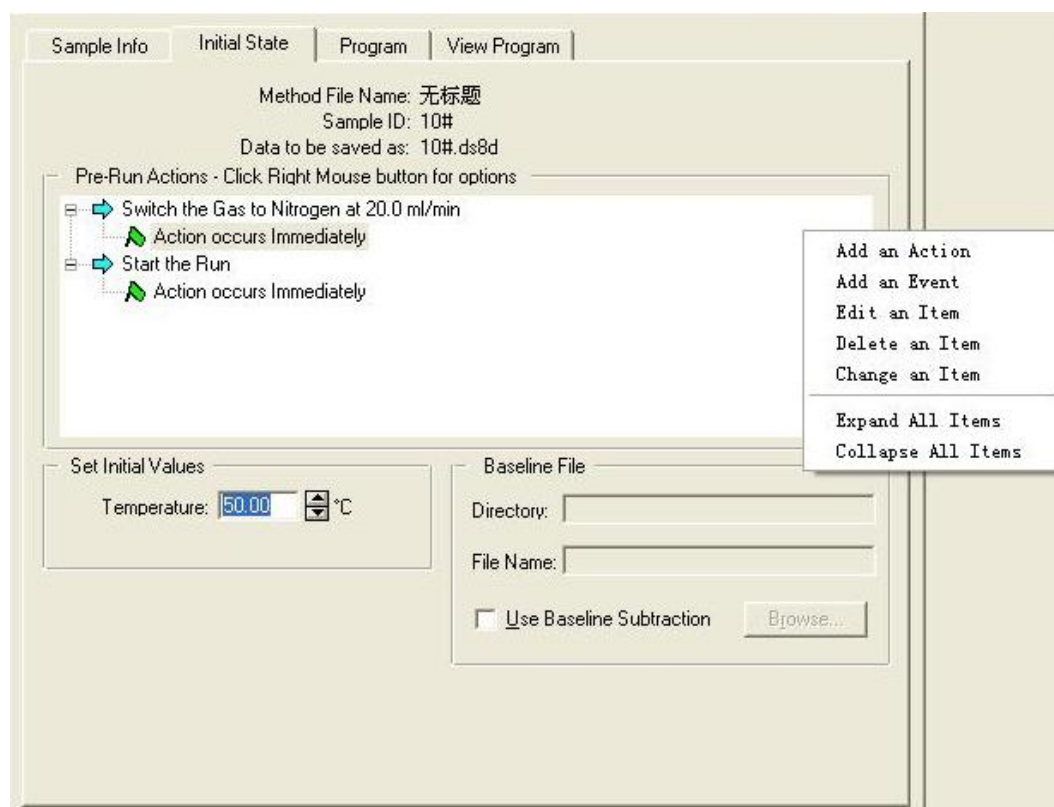 Sample Info Initial State Program View Program
Method File Name: 无标题
Sample ID: 10#
Data to be saved as: 10#.ds8d
Pre-Run Actions - Click Right Mouse button for options
Switch the Gas to Nitrogen at 20.0 ml/min
Action occurs Immediately
Start the Run
Action occurs Immediately
Add an Action
Add an Event
Edit an Item
Delete an Item
Change an Item
Expand All Items
Collapse All Items
Set Initial Values
Temperature: 50.00 °C
Baseline File
Directory:
File Name:
Use Baseline Subtraction Browse...